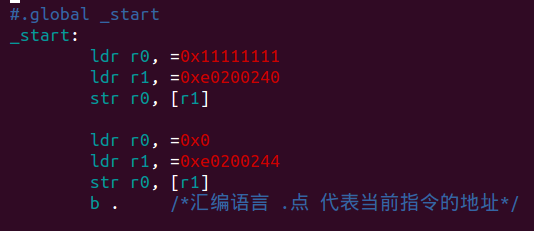 #.global _start
_start:
ldr r0, =0x11111111
ldr r1, =0xe0200240
str r0, [r1]
ldr r0, =0x0
ldr r1, =0xe0200244
str r0, [r1]
b . /*汇编语言 .点 代表当前指令的地址*/